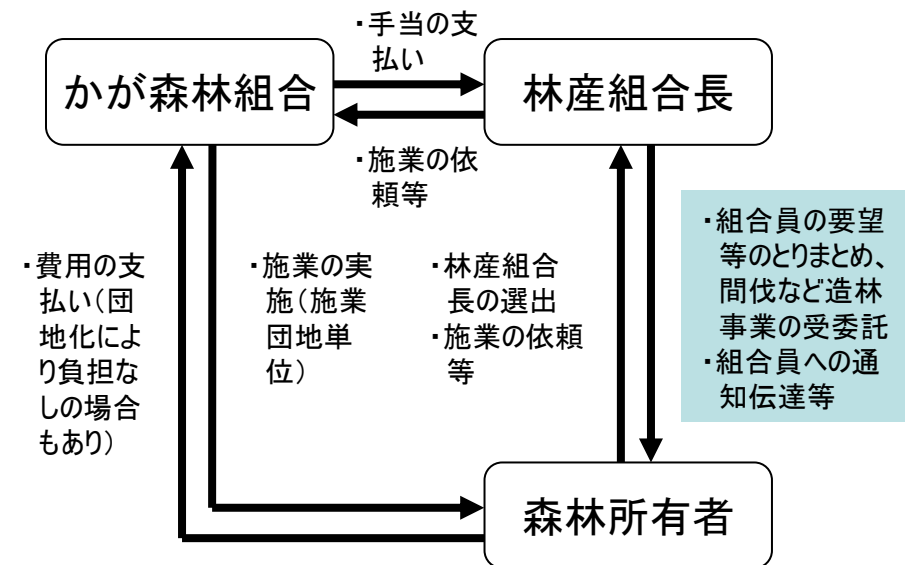 ・手当の支
払い
かが森林組合
林産組合長
・施業の依
頼等
・費用の支
払い（団
地化によ
り負担な
しの場合
もあり）
・施業の実
施（施業
団地単
位）
・林産組合
長の選出
・施業の依頼
等
・組合員の要望
等のとりまとめ、
間伐など造林
事業の受委託
・組合員への通
知伝達等
森林所有者